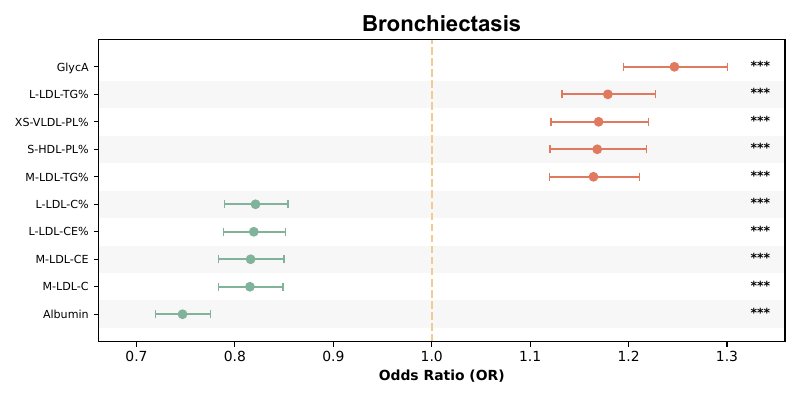 Bronchiectasis
GlycA ***
L-LDL-TG% ***
XS-VLDL-PL% ***
S-HDL-PL% ***
M-LDL-TG% ***
L-LDL-C% ***
L-LDL-CE% ***
M-LDL-CE ***
M-LDL-C ***
Albumin ***
0.7 0.8 0.9 1.0 1.1 1.2 1.3
Odds Ratio (OR)